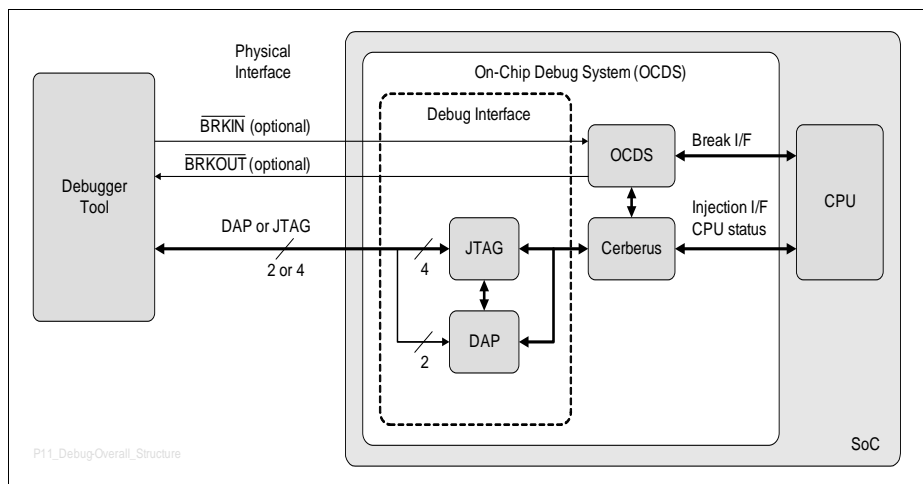 Physical
Interface
On-Chip Debug System (OCDS)
Debug Interface
BRKIN (optional)
BRKOUT (optional)
Debugger
Tool
OCDS
Break I/F
CPU
Injection I/F
CPU status
DAP or JTAG
2 or 4
4
JTAG
Cerberus
DAP
2
SoC
P11_Debug-Overall_Structure